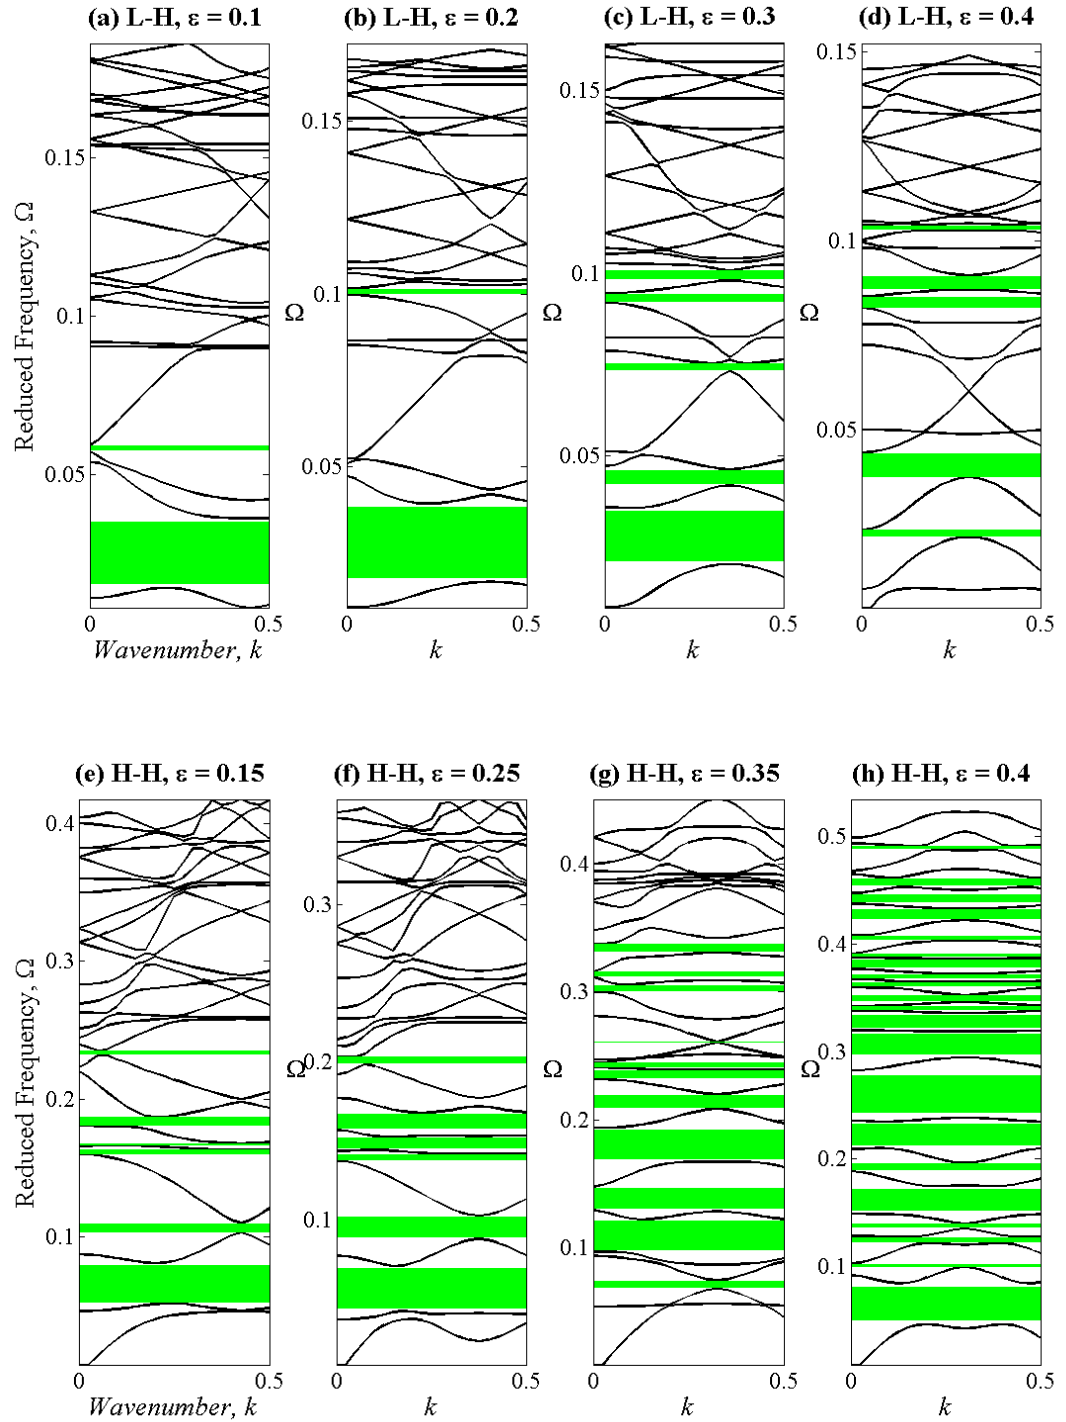 (a) L-H, ε = 0.1
(b) L-H, ε = 0.2
(c) L-H, ε = 0.3
(d) L-H, ε = 0.4
Reduced Frequency, Ω
0.15
0.1
0.05
0
0.5
Wavenumber, k
Ω
0.15
0.1
0.05
0
0.5
k
Ω
0.15
0.1
0.05
0
0.5
k
Ω
0.15
0.1
0.05
0
0.5
k
(e) H-H, ε = 0.15
(f) H-H, ε = 0.25
(g) H-H, ε = 0.35
(h) H-H, ε = 0.4
Reduced Frequency, Ω
0.4
0.3
0.2
0.1
0
0.5
Wavenumber, k
Ω
0.3
0.2
0.1
0
0.5
k
Ω
0.4
0.3
0.2
0.1
0
0.5
k
Ω
0.5
0.4
0.3
0.2
0.1
0
0.5
k